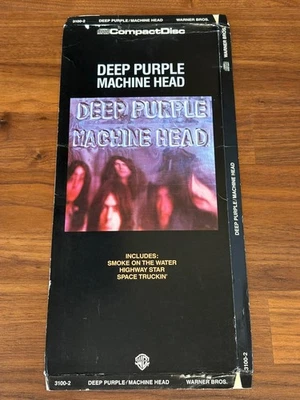 3100-2 DEEP PURPLE/MACHINE HEAD WARNER BROS.
COMPACT disc CompactDisc
DEEP PURPLE
MACHINE HEAD
DEEP PURPLE
MACHINE HEAD
INCLUDES:
SMOKE ON THE WATER
HIGHWAY STAR
SPACE TRUCKIN'
3100-2 DEEP PURPLE/MACHINE HEAD WARNER BROS.
WARNER BROS.
DEEP PURPLE/MACHINE HEAD
3100-2